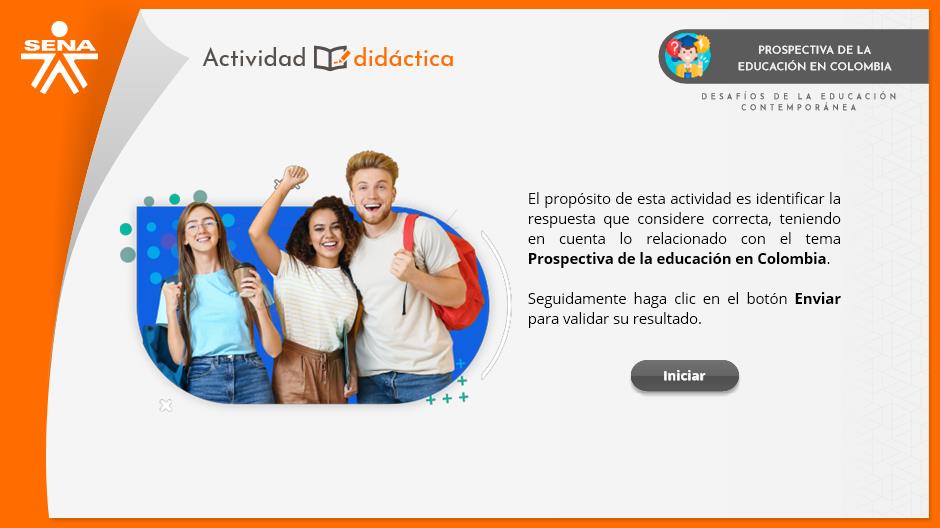 SENA
Actividad didáctica
PROSPECTIVA DE LA
EDUCACIÓN EN COLOMBIA
DESAFÍOS DE LA EDUCACIÓN
CONTEMPORÁNEA
El propósito de esta actividad es identificar la
respuesta que considere correcta, teniendo
en cuenta lo relacionado con el tema
Prospectiva de la educación en Colombia.
Seguidamente haga clic en el botón Enviar
para validar su resultado.
Iniciar